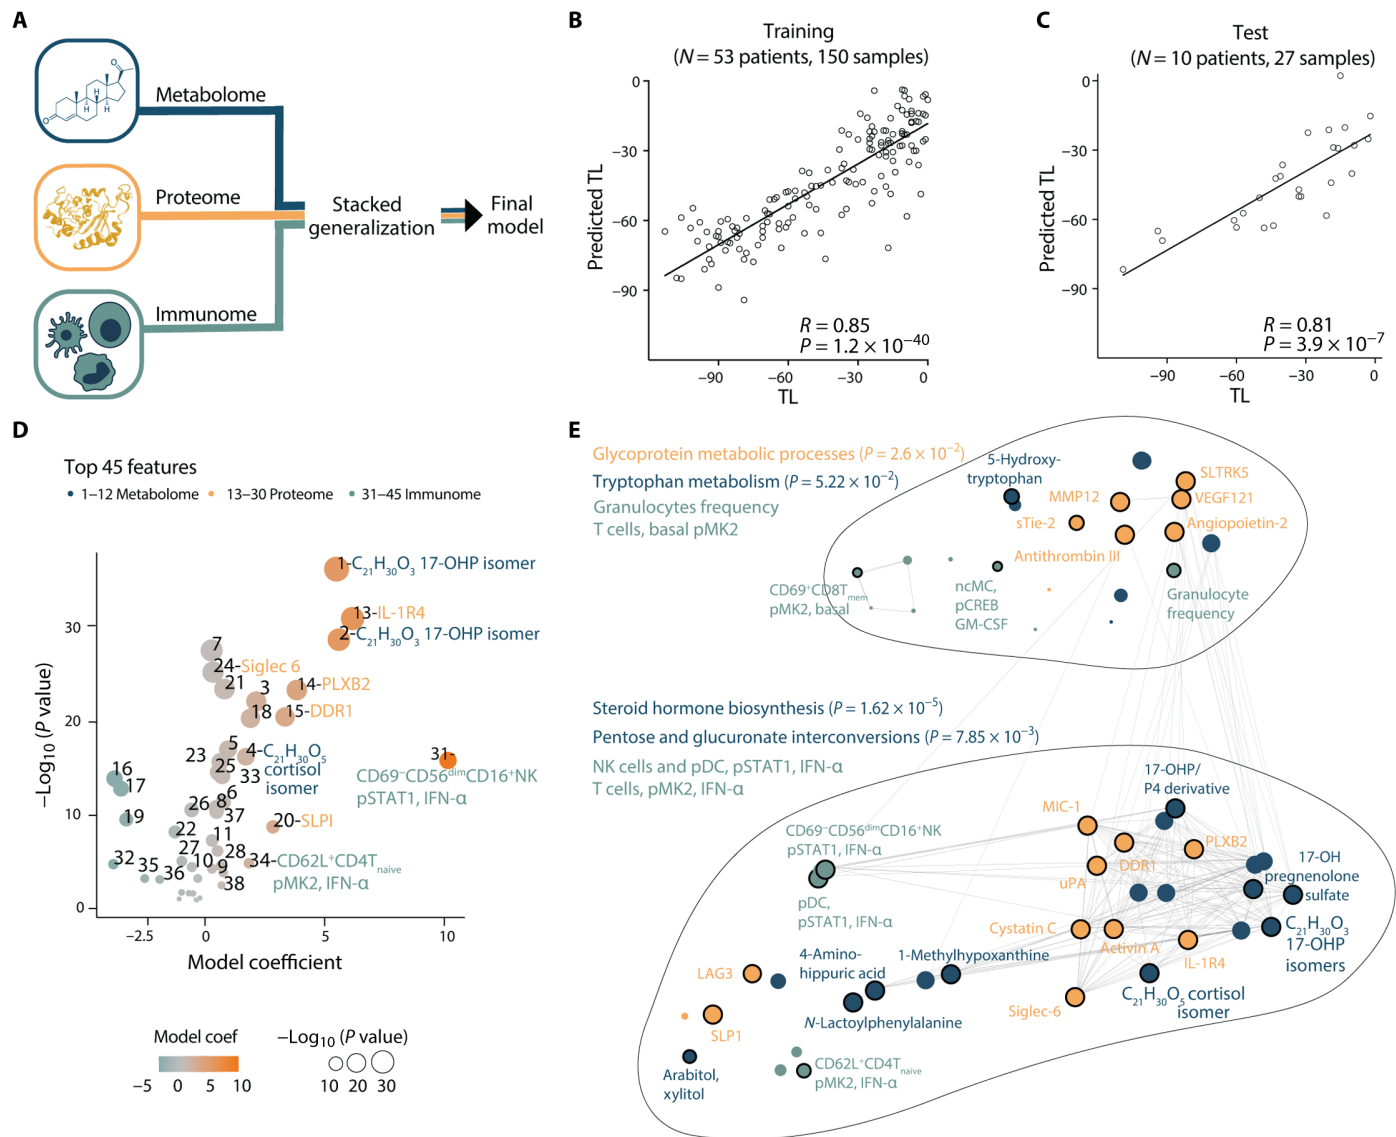 A
Metabolome
Proteome
Immunome
O
O
H
H
H
Stacked
generalization
Final
model
B
Training
(N = 53 patients, 150 samples)
Predicted TL
0
−30
−60
−90
R = 0.85
P = 1.2 × 10−40
−90
−60
−30
0
TL
C
Test
(N = 10 patients, 27 samples)
Predicted TL
0
−30
−60
−90
R = 0.81
P = 3.9 × 10−7
−90
−60
−30
0
TL
D
Top 45 features
1–12 Metabolome
13–30 Proteome
31–45 Immunome
−Log10 (P value)
30
20
10
0
1-C21H30O3 17-OHP isomer
13-IL-1R4
2-C21H30O3 17-OHP isomer
7
24-Siglec 6
21
3
14-PLXB2
18
15-DDR1
5
4-C21H30O5
cortisol
isomer
23
25
33
31-
CD69−CD56dimCD16+NK
pSTAT1, IFN-α
16
17
6
8
26
37
19
20-SLPI
22
11
27
28
32
35
36
10
9
34-CD62L+CD4Tnaive
pMK2, IFN-α
38
−2.5
0
5
10
Model coefficient
Model coef
−5
0
5
10
−Log10 (P value)
10
20
30
E
Glycoprotein metabolic processes (P = 2.6 × 10−2)
Tryptophan metabolism (P = 5.22 × 10−2)
Granulocytes frequency
T cells, basal pMK2
5-Hydroxy-
tryptophan
SLTRK5
MMP12
VEGF121
sTie-2
Angiopoietin-2
Antithrombin III
CD69+CD8Tmem
pMK2, basal
ncMC,
pCREB
GM-CSF
Granulocyte
frequency
Steroid hormone biosynthesis (P = 1.62 × 10−5)
Pentose and glucuronate interconversions (P = 7.85 × 10−3)
NK cells and pDC, pSTAT1, IFN-α
T cells, pMK2, IFN-α
17-OHP/
P4 derivative
MIC-1
CD69−CD56dimCD16+NK
pSTAT1, IFN-α
PLXB2
DDR1
uPA
17-OH
pregnenolone
sulfate
pDC,
pSTAT1, IFN-α
Cystatin C
Activin A
C21H30O3
17-OHP
isomers
IL-1R4
4-Amino-
hippuric acid
1-Methylhypoxanthine
LAG3
C21H30O5 cortisol
isomer
Siglec-6
N-Lactoylphenylalanine
SLP1
Arabitol,
xylitol
CD62L+CD4Tnaive
pMK2, IFN-α